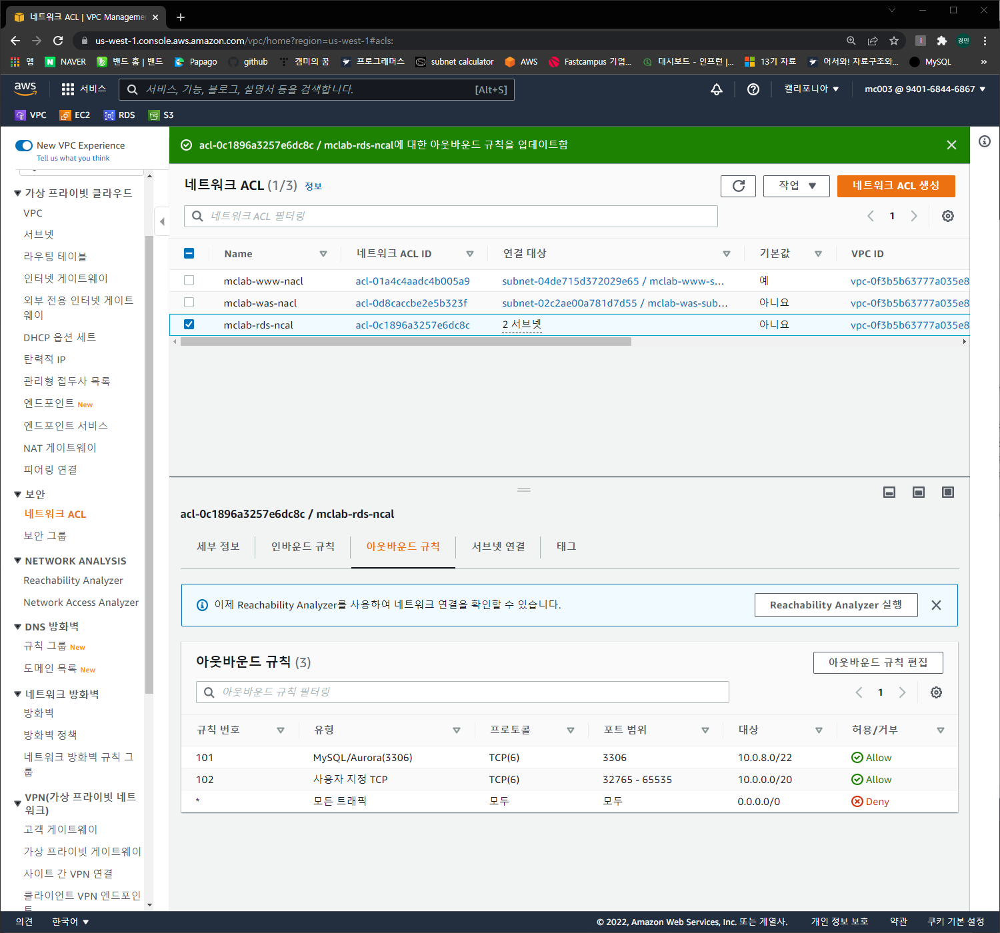 네트워크 ACL | VPC Manageme
us-west-1.console.aws.amazon.com/vpc/home?region=us-west-1#acls:
경민
앱 NAVER 밴드 홈 | 밴드 Papago github 캠미의 꿈 프로그래머스 subnet calculator AWS Fastcampus 기업... 대시보드 - 인프런 |... 13기 자료 어서와! 자료구조와... MySQL »
aws 서비스 서비스, 기능, 블로그, 설명서 등을 검색합니다. [Alt+S] 캘리포니아 ▼ mc003 @ 9401-6844-6867 ▼
VPC EC2 RDS S3
New VPC Experience
Tell us what you think
가상 프라이빗 클라우드
VPC
서브넷
라우팅 테이블
인터넷 게이트웨이
외부 전용 인터넷 게이트
웨이
DHCP 옵션 세트
탄력적 IP
관리형 접두사 목록
엔드포인트 New
엔드포인트 서비스
NAT 게이트웨이
피어링 연결
보안
네트워크 ACL
보안 그룹
NETWORK ANALYSIS
Reachability Analyzer
Network Access Analyzer
DNS 방화벽
규칙 그룹 New
도메인 목록 New
네트워크 방화벽
방화벽
방화벽 정책
네트워크 방화벽 규칙 그
룹
VPN(가상 프라이빗 네트
워크)
고객 게이트웨이
가상 프라이빗 게이트웨이
사이트 간 VPN 연결
클라이언트 VPN 엔드포인
트
acl-0c1896a3257e6dc8c / mclab-rds-ncal에 대한 아웃바운드 규칙을 업데이트함
네트워크 ACL (1/3) 정보
작업 ▼
네트워크 ACL 생성
네트워크 ACL 필터링
1
Name 네트워크 ACL ID 연결 대상 기본값 VPC ID
mclab-www-nacl acl-01a4c4aadc4b005a9 subnet-04de715d372029e65 / mclab-www-s... 예 vpc-0f3b5b63777a035e8
mclab-was-nacl acl-0d8caccbe2e5b323f subnet-02c2ae00a781d7d55 / mclab-was-sub... 아니요 vpc-0f3b5b63777a035e8
mclab-rds-ncal acl-0c1896a3257e6dc8c 2 서브넷 아니요 vpc-0f3b5b63777a035e8
acl-0c1896a3257e6dc8c / mclab-rds-ncal
세부 정보 인바운드 규칙 아웃바운드 규칙 서브넷 연결 태그
이제 Reachability Analyzer를 사용하여 네트워크 연결을 확인할 수 있습니다.
Reachability Analyzer 실행
아웃바운드 규칙 (3)
아웃바운드 규칙 편집
아웃바운드 규칙 필터링
1
규칙 번호 유형 프로토콜 포트 범위 대상 허용/거부
101 MySQL/Aurora(3306) TCP(6) 3306 10.0.8.0/22 Allow
102 사용자 지정 TCP TCP(6) 32765 - 65535 10.0.0.0/20 Allow
* 모든 트래픽 모두 모두 0.0.0.0/0 Deny
의견 한국어 ▼ © 2022, Amazon Web Services, Inc. 또는 계열사. 개인 정보 보호 약관 쿠키 기본 설정